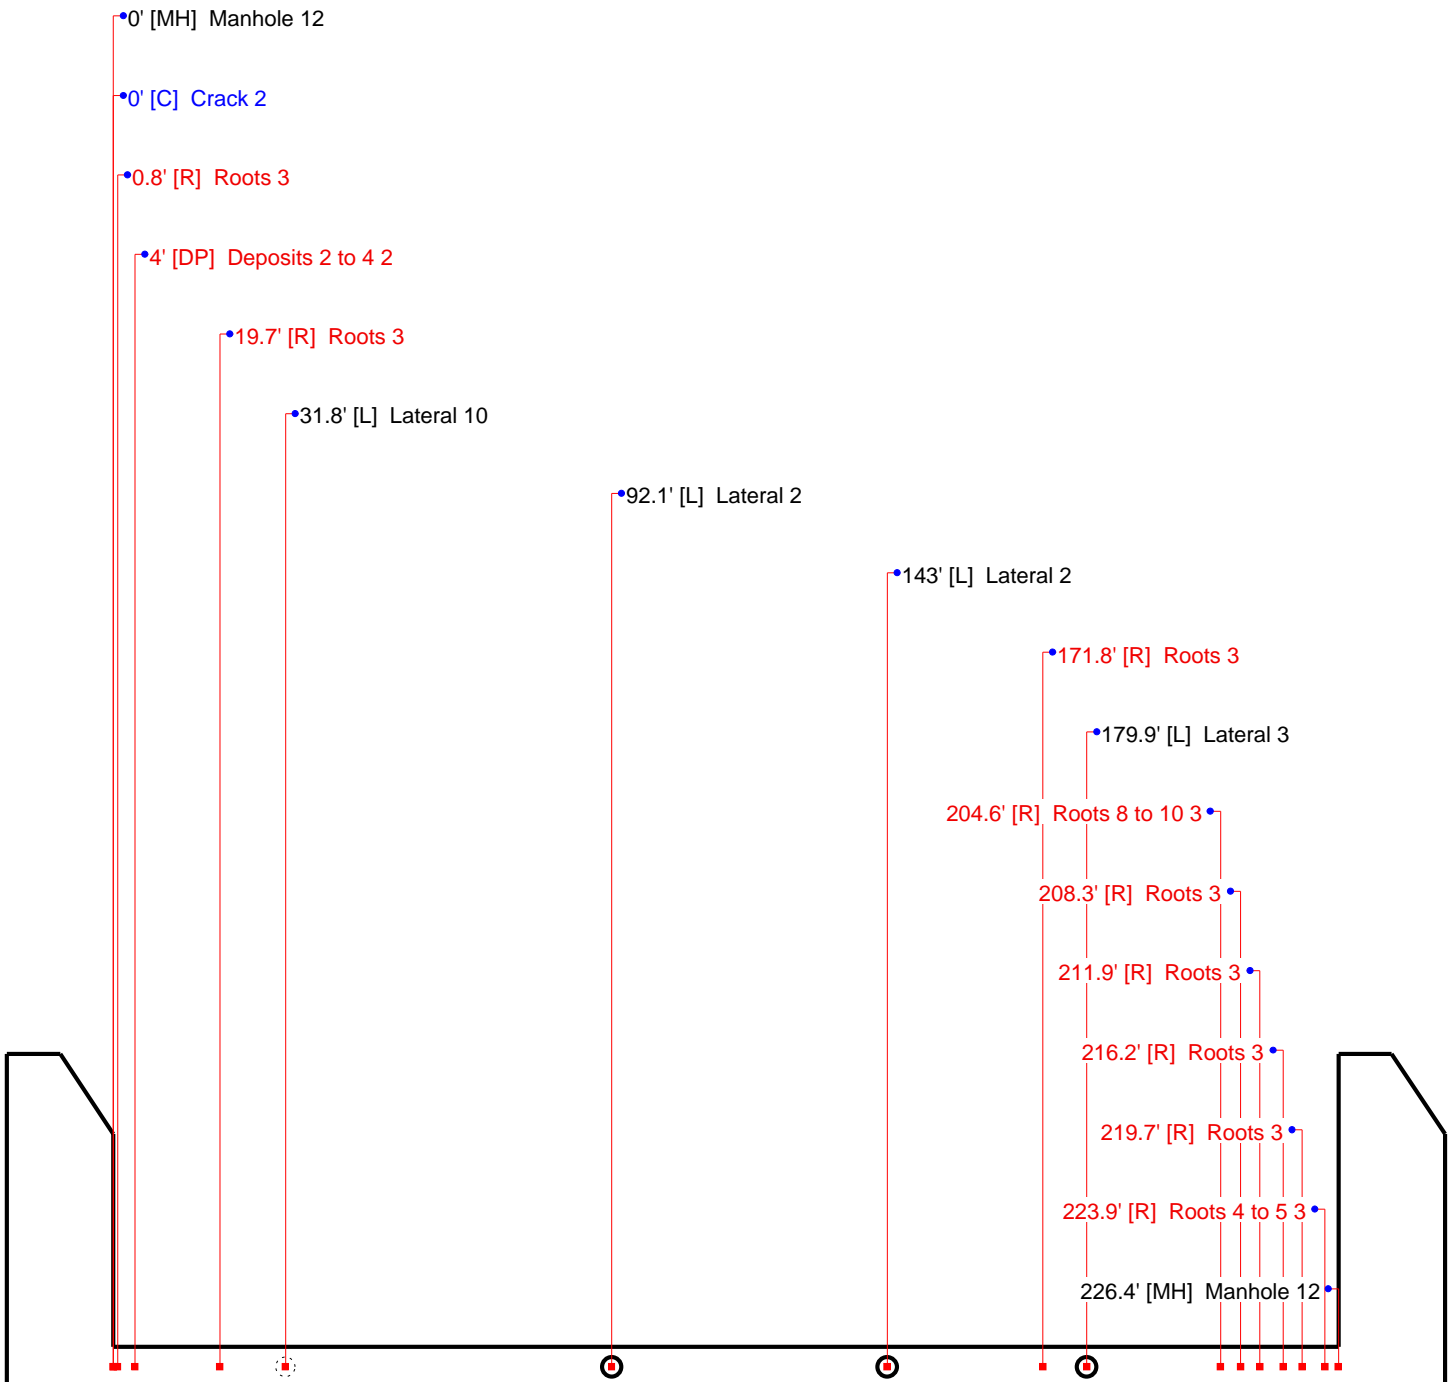 0' [MH] Manhole 12
0' [C] Crack 2
0.8' [R] Roots 3
4' [DP] Deposits 2 to 4 2
19.7' [R] Roots 3
31.8' [L] Lateral 10
92.1' [L] Lateral 2
143' [L] Lateral 2
171.8' [R] Roots 3
179.9' [L] Lateral 3
204.6' [R] Roots 8 to 10 3
208.3' [R] Roots 3
211.9' [R] Roots 3
216.2' [R] Roots 3
219.7' [R] Roots 3
223.9' [R] Roots 4 to 5 3
226.4' [MH] Manhole 12